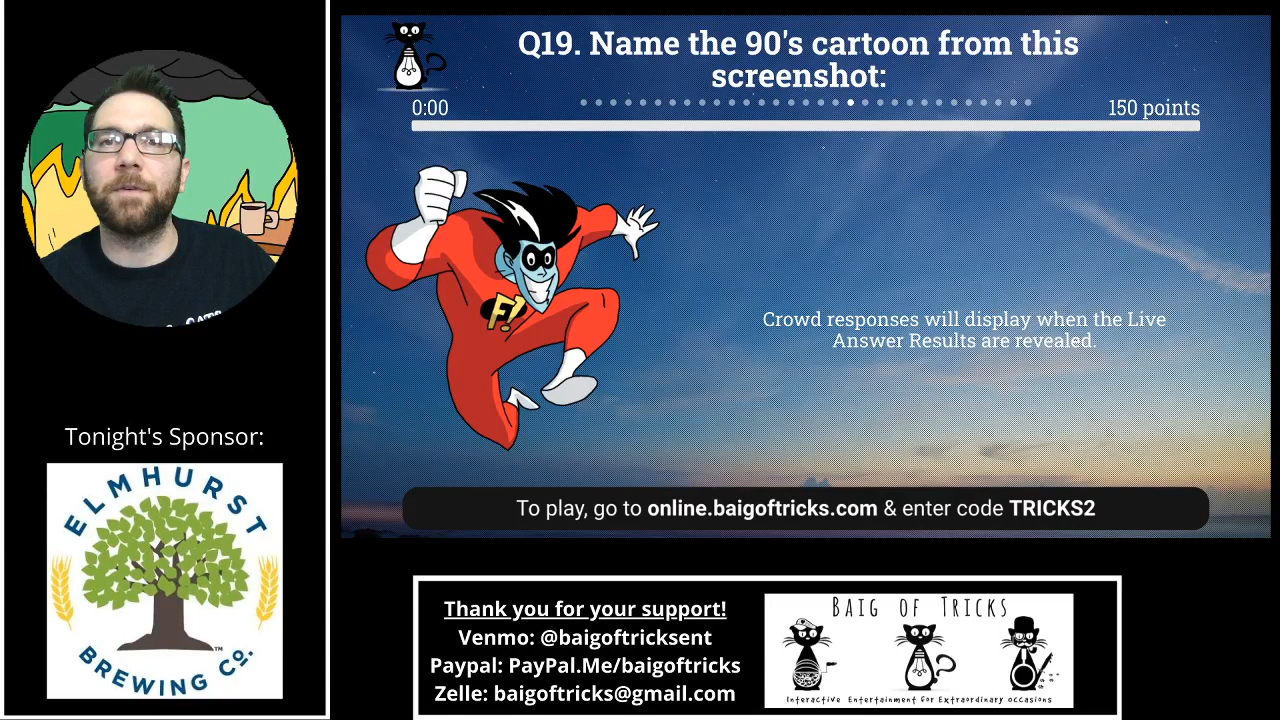 Q19. Name the 90's cartoon from this
screenshot:
0:00
150 points
F!
Crowd responses will display when the Live
Answer Results are revealed.
To play, go to online.baigoftricks.com & enter code TRICKS2
Tonight's Sponsor:
ELMHURST
BREWING CO.
TM
Thank you for your support!
Venmo: @baigoftricksent
Paypal: PayPal.Me/baigoftricks
Zelle: baigoftricks@gmail.com
BAIG OF TRICKS
Interactive Entertainment for Extraordinary occasions